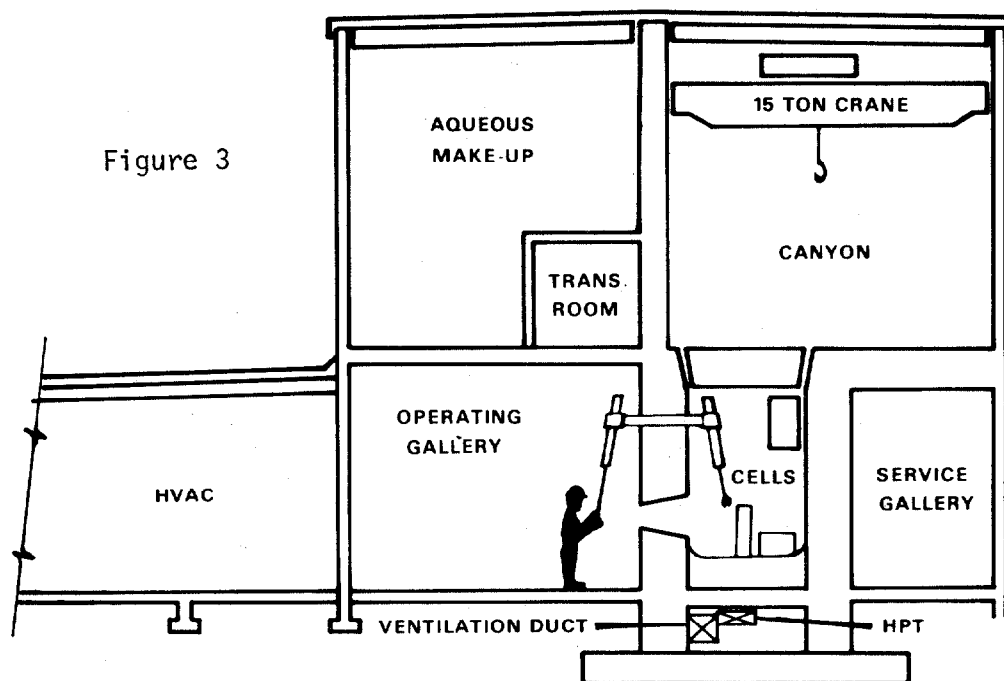 Figure 3
AQUEOUS
MAKE-UP
15 TON CRANE
CANYON
TRANS.
ROOM
OPERATING
GALLERY
CELLS
SERVICE
GALLERY
HVAC
VENTILATION DUCT
HPT